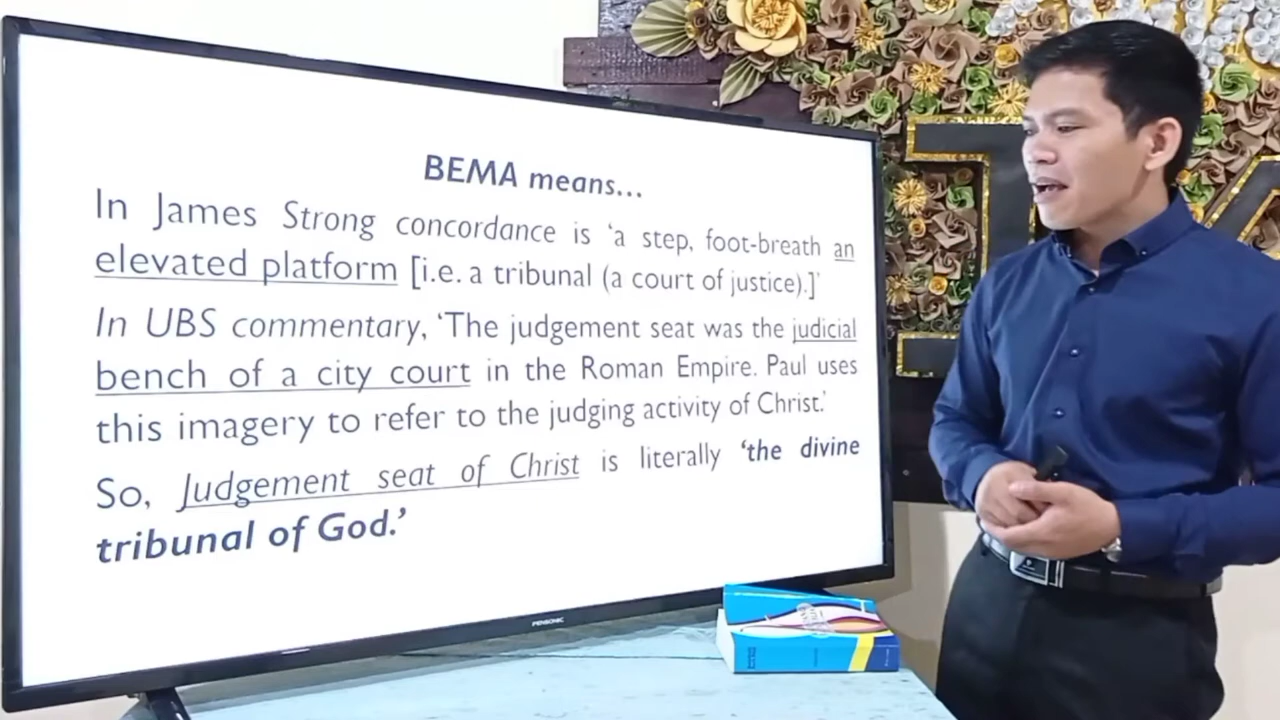 BEMA means...
In James Strong concordance is 'a step, foot-breath an
elevated platform [i.e. a tribunal (a court of justice).]'
In UBS commentary, 'The judgement seat was the judicial
bench of a city court in the Roman Empire. Paul uses
this imagery to refer to the judging activity of Christ.'
So, Judgement seat of Christ is literally 'the divine
tribunal of God.'
PENSONIC